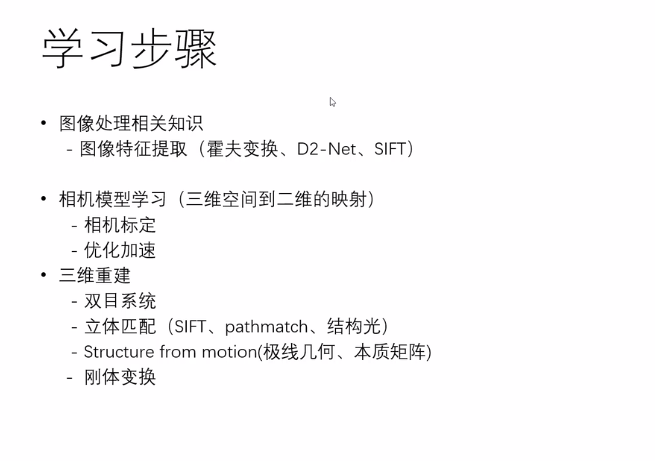 学习步骤
• 图像处理相关知识
- 图像特征提取（霍夫变换、D2-Net、SIFT）
• 相机模型学习（三维空间到二维的映射）
- 相机标定
- 优化加速
• 三维重建
- 双目系统
- 立体匹配（SIFT、pathmatch、结构光）
- Structure from motion(极线几何、本质矩阵)
- 刚体变换